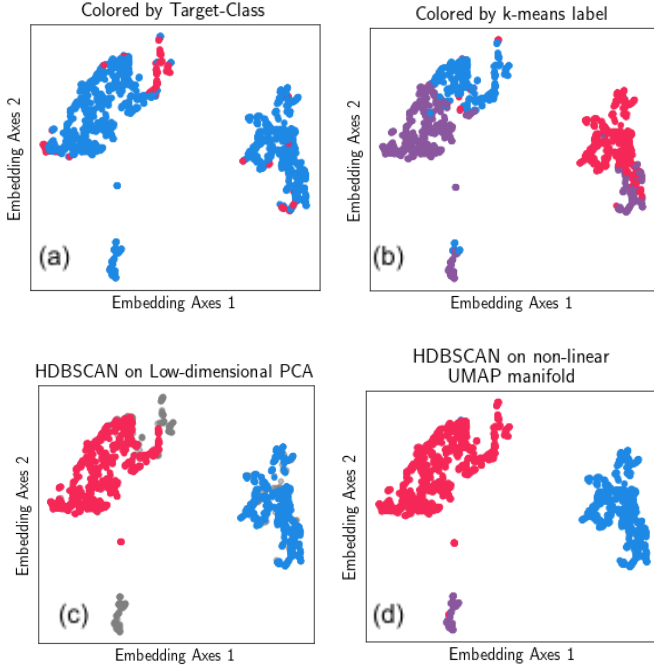 Colored by Target-Class
Embedding Axes 2
(a)
Embedding Axes 1
Colored by k-means label
Embedding Axes 2
(b)
Embedding Axes 1
HDBSCAN on Low-dimensional PCA
Embedding Axes 2
(c)
Embedding Axes 1
HDBSCAN on non-linear
UMAP manifold
Embedding Axes 2
(d)
Embedding Axes 1